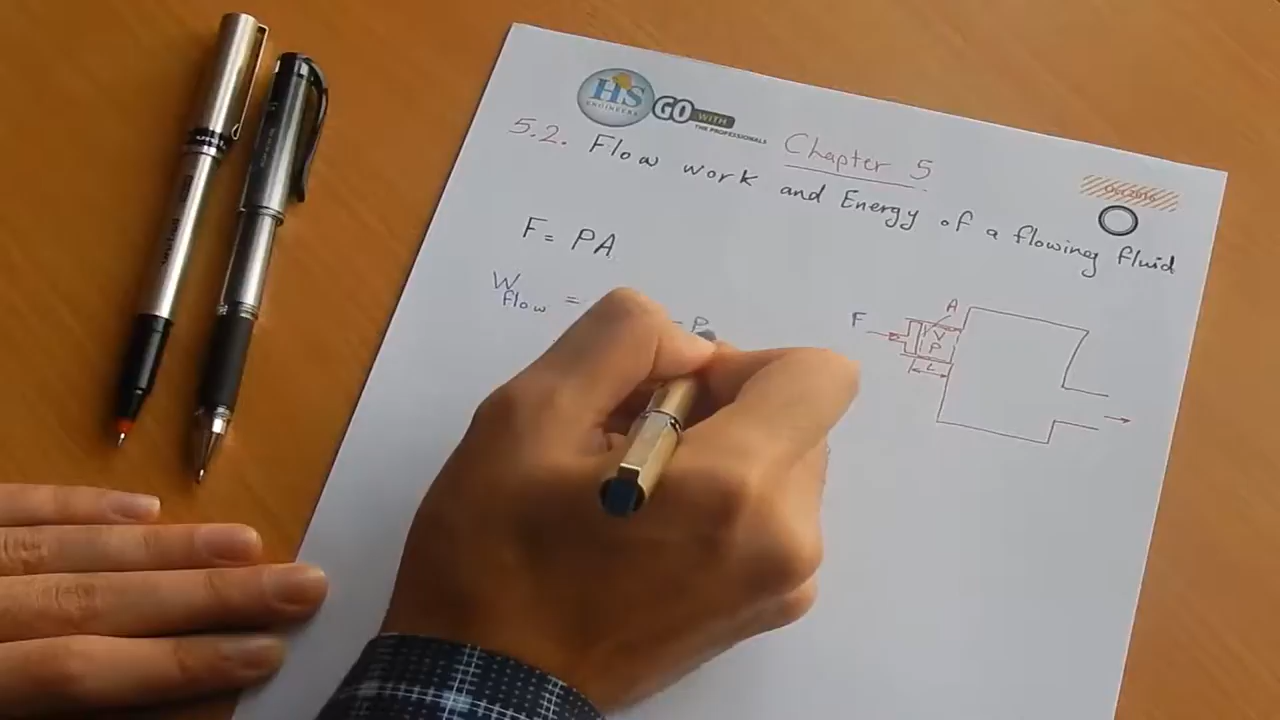 HS
ENGINEERS
GO WITH
THE PROFESSIONALS
Chapter 5
5.2. Flow work and Energy of a flowing fluid
F = PA
W flow = = P
F
A
V
P
L